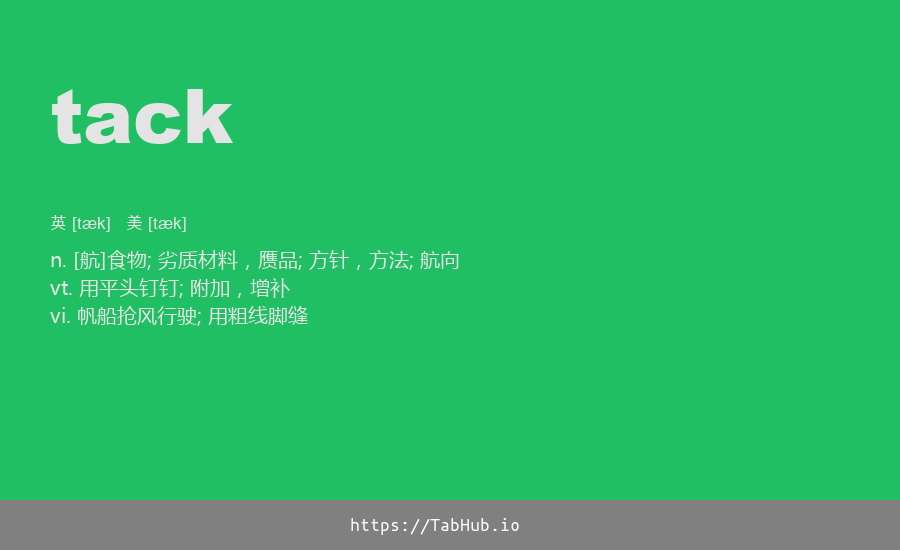 tack
英 [tæk] 美 [tæk]
n. [航]食物; 劣质材料，赝品; 方针，方法; 航向
vt. 用平头钉钉; 附加，增补
vi. 帆船抢风行驶; 用粗线脚缝
https://TabHub.io